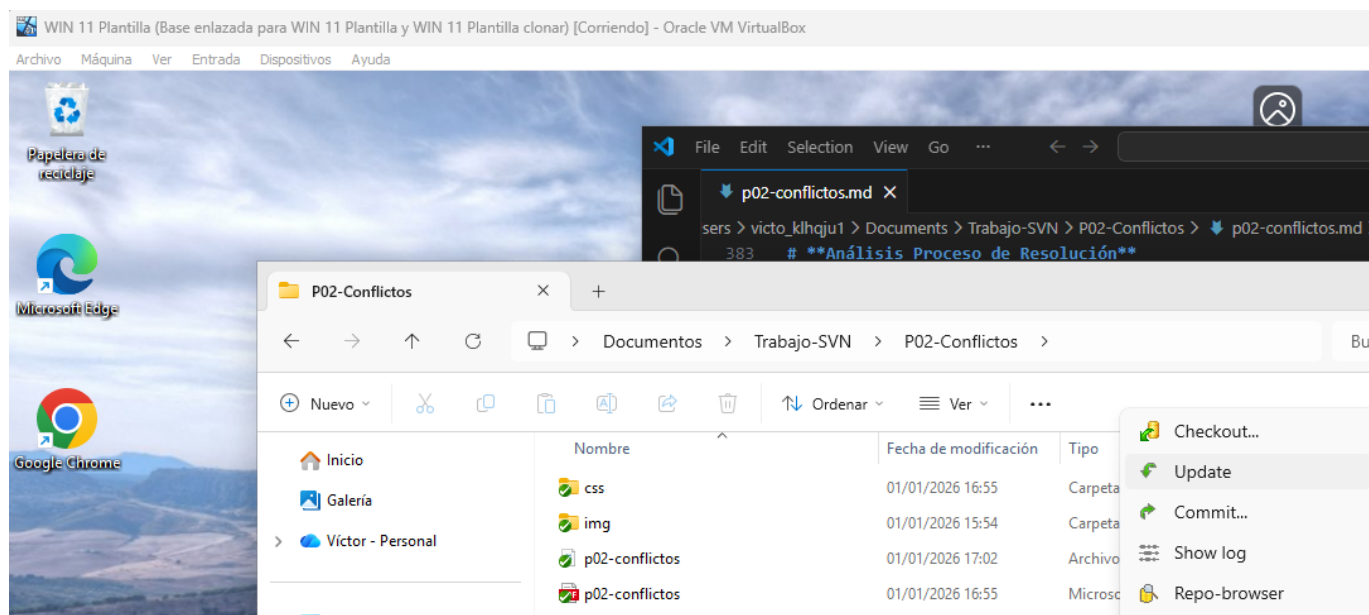 WIN 11 Plantilla (Base enlazada para WIN 11 Plantilla y WIN 11 Plantilla clonar) [Corriendo] - Oracle VM VirtualBox
Archivo Máquina Ver Entrada Dispositivos Ayuda
Papelera de
reciclaje
File Edit Selection View Go ...
p02-conflictos.md
sers > victo_klhqju1 > Documents > Trabajo-SVN > P02-Conflictos > p02-conflictos.md
383 # **Análisis Proceso de Resolución**
Microsoft Edge
P02-Conflictos
Documentos > Trabajo-SVN > P02-Conflictos >
Bu
Nuevo Ordenar Ver ...
Google Chrome
Nombre Fecha de modificación Tipo
Inicio
Galería
Víctor - Personal
css 01/01/2026 16:55 Carpeta
img 01/01/2026 15:54 Carpeta
p02-conflictos 01/01/2026 17:02 Archivo
p02-conflictos 01/01/2026 16:55 Microsc
Checkout...
Update
Commit...
Show log
Repo-browser